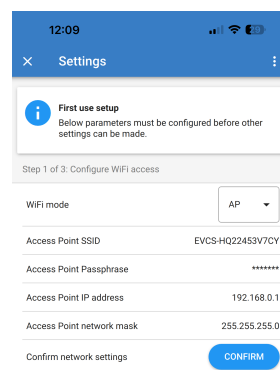 12:09
20
Settings
First use setup
Below parameters must be configured before other
settings can be made.
Step 1 of 3: Configure WiFi access
WiFi mode
AP
Access Point SSID
EVCS-HQ22453V7CY
Access Point Passphrase
*******
Access Point IP address
192.168.0.1
Access Point network mask
255.255.255.0
Confirm network settings
CONFIRM